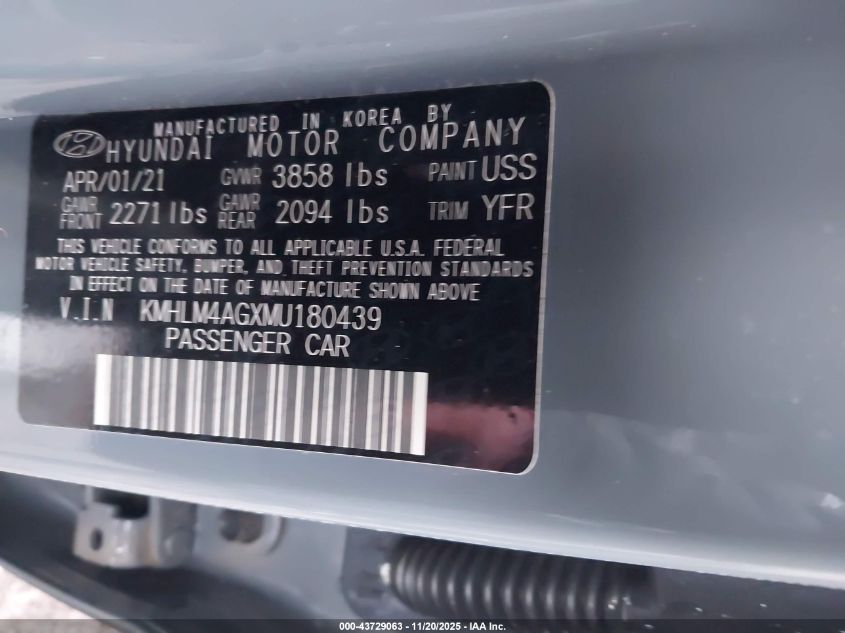 MANUFACTURED IN KOREA BY
HYUNDAI MOTOR COMPANY
APR/01/21 GVWR 3858 lbs PAINT USS
GAWR FRONT 2271 lbs GAWR REAR 2094 lbs TRIM YFR
THIS VEHICLE CONFORMS TO ALL APPLICABLE U.S.A. FEDERAL
MOTOR VEHICLE SAFETY, BUMPER, AND THEFT PREVENTION STANDARDS
IN EFFECT ON THE DATE OF MANUFACTURE SHOWN ABOVE
V.I.N KMHLM4AGXMU180439
PASSENGER CAR
000-43729063 - 11/20/2025 - IAA Inc.